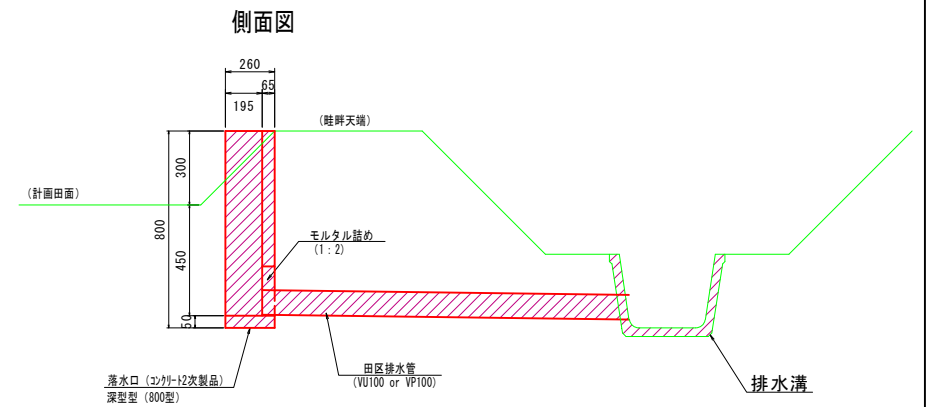 側面図
260
65
195
(畦畔天端)
300
(計画田面)
800
モルタル詰め
(1:2)
450
50
田区排水管
(VU100 or VP100)
落水口 (コンクリート2次製品)
深型型 (800型)
排水溝